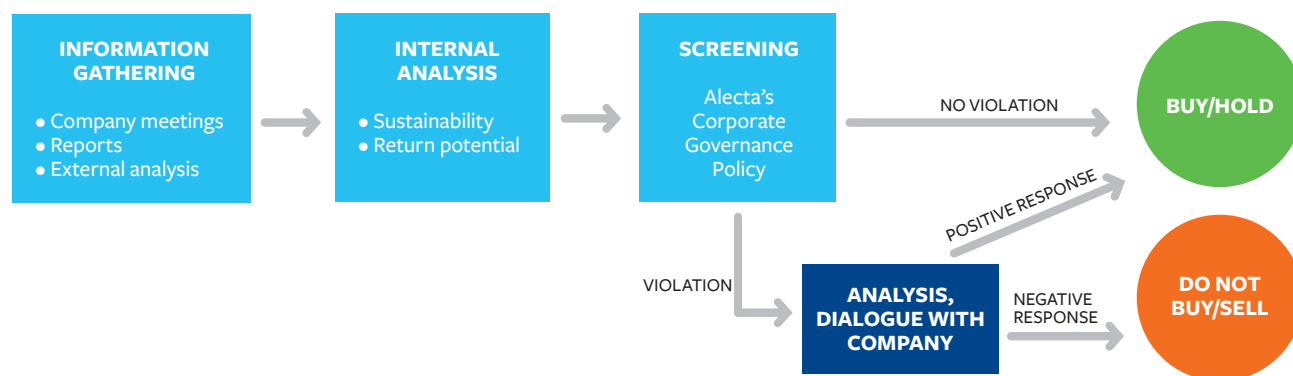 INFORMATION
GATHERING
● Company meetings
● Reports
● External analysis
INTERNAL
ANALYSIS
● Sustainability
● Return potential
SCREENING
Alecta’s
Corporate
Governance
Policy
NO VIOLATION
BUY/HOLD
POSITIVE RESPONSE
VIOLATION
ANALYSIS,
DIALOGUE WITH
COMPANY
NEGATIVE
RESPONSE
DO NOT
BUY/SELL